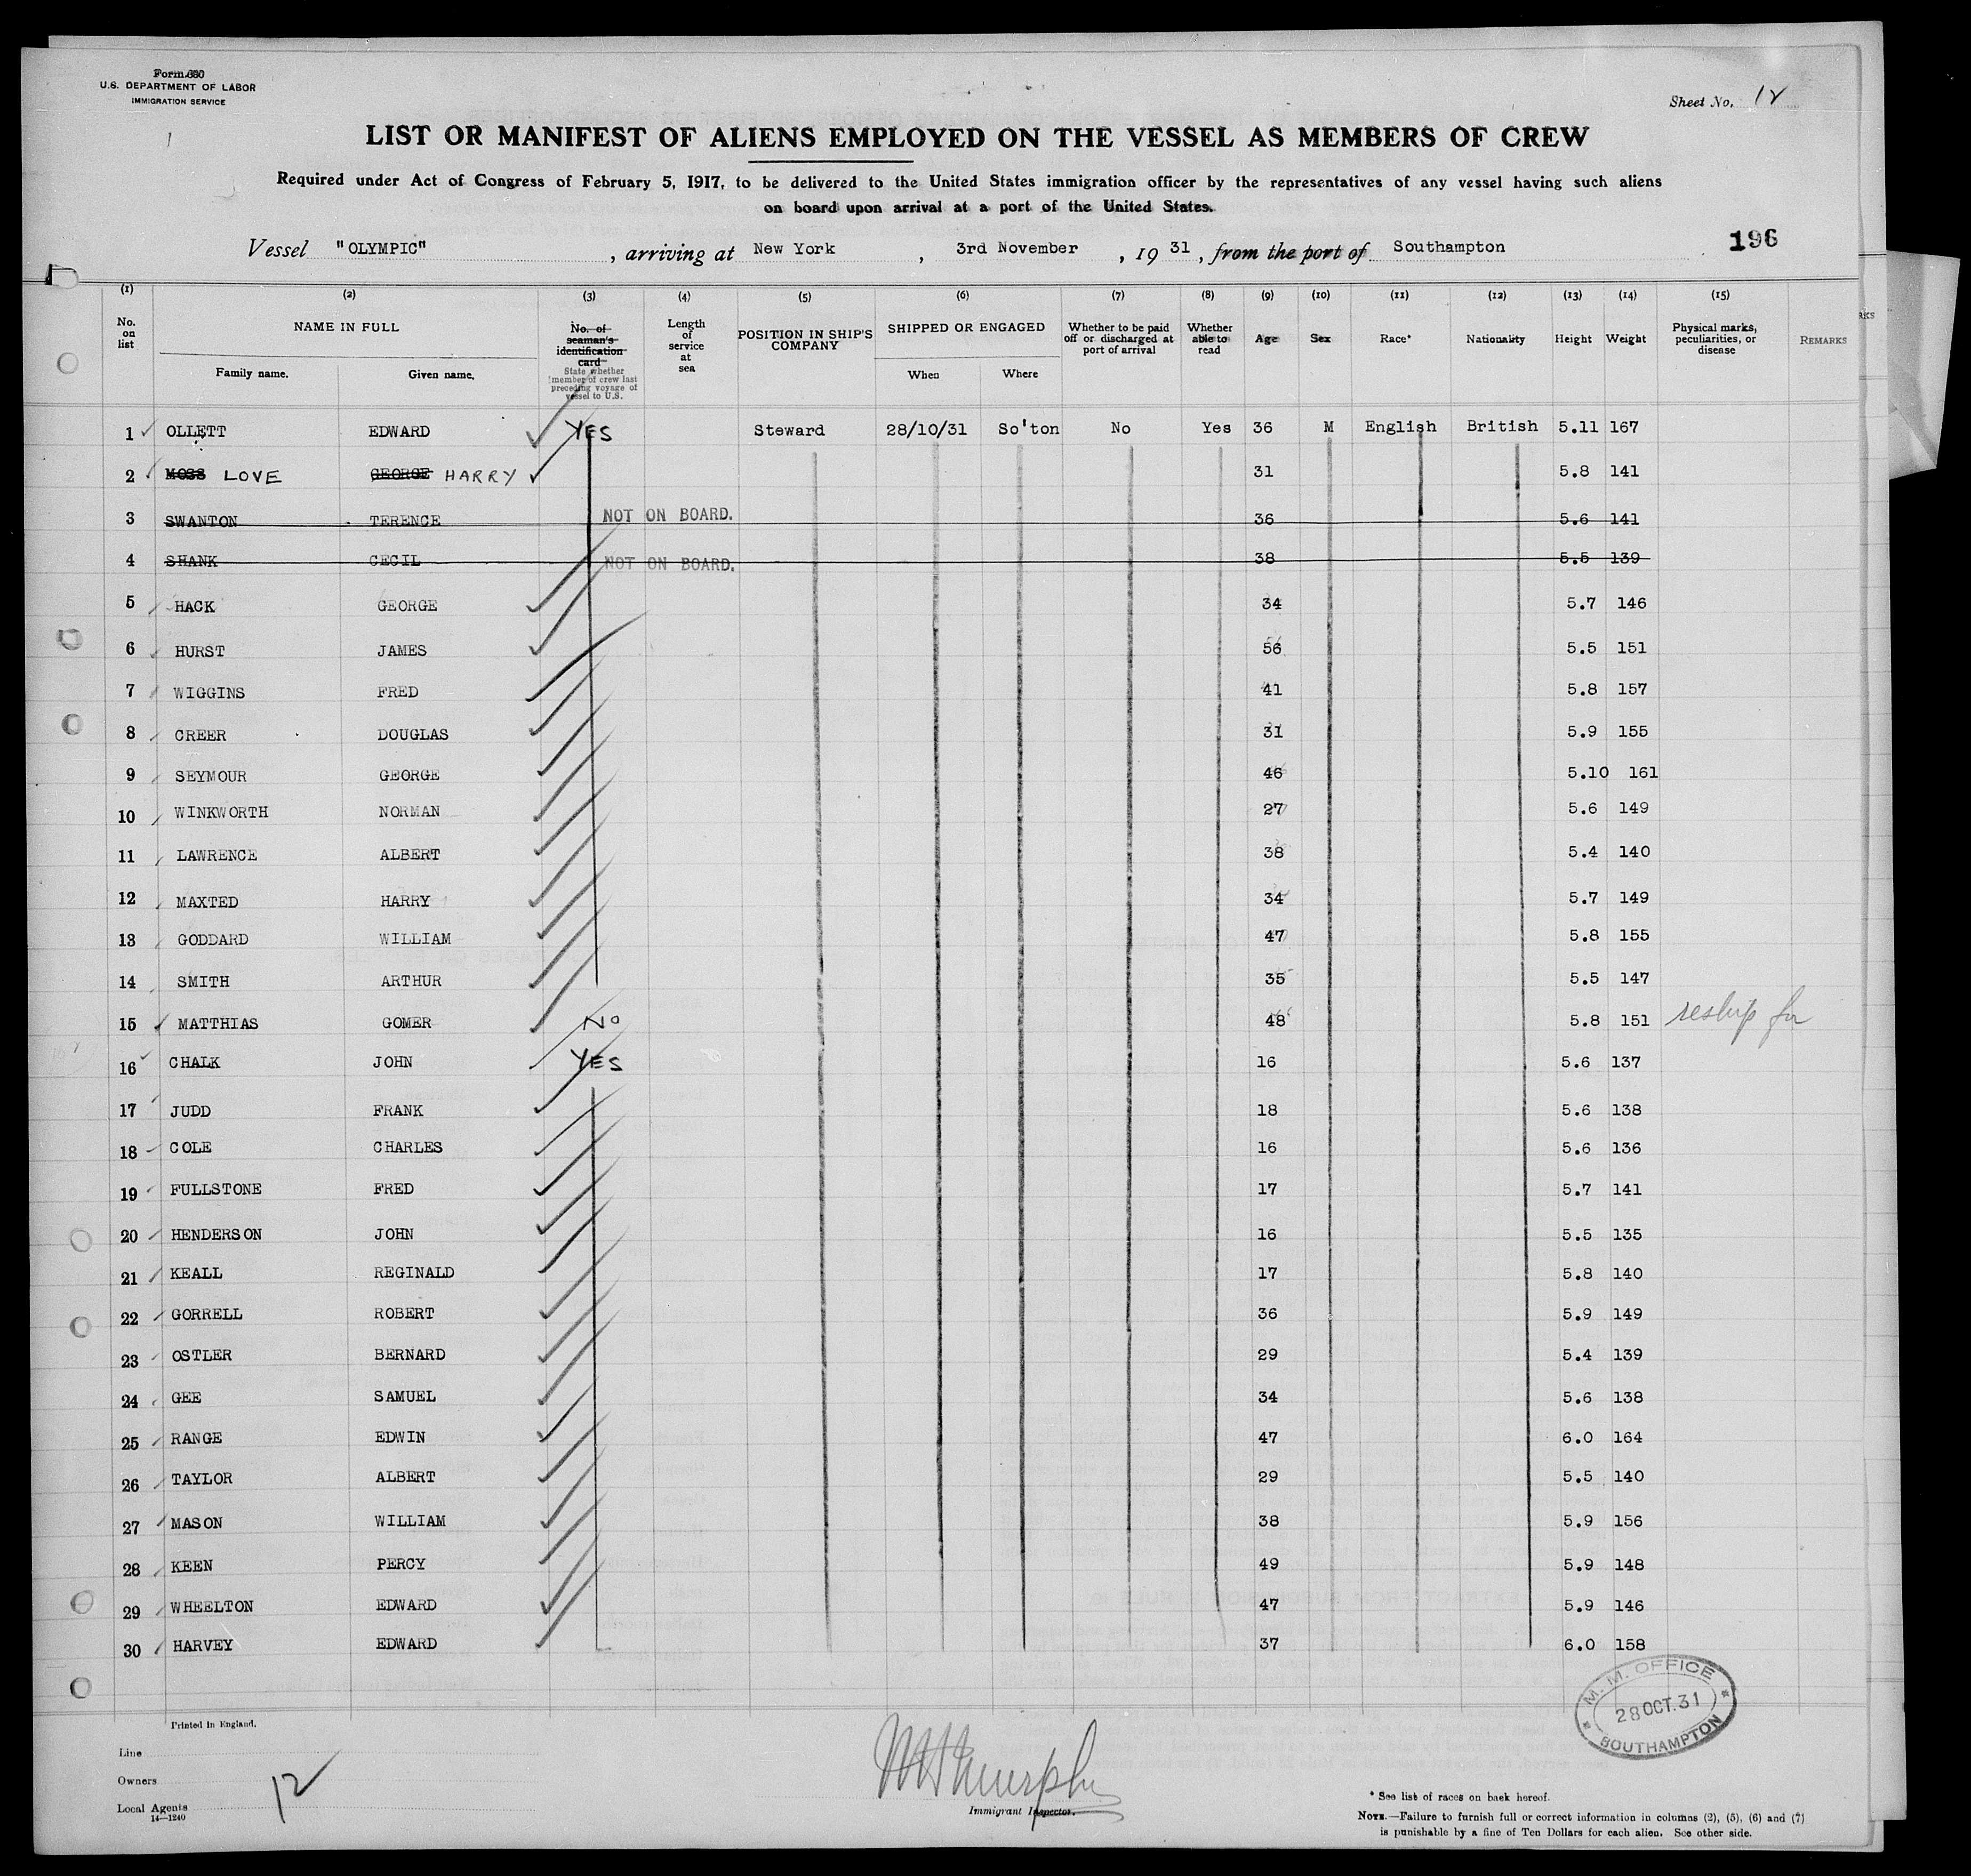 Form 680
U.S. DEPARTMENT OF LABOR
IMMIGRATION SERVICE
Sheet No. 12
LIST OR MANIFEST OF ALIENS EMPLOYED ON THE VESSEL AS MEMBERS OF CREW
Required under Act of Congress of February 5, 1917, to be delivered to the United States immigration officer by the representatives of any vessel having such aliens
on board upon arrival at a port of the United States.
Vessel "OLYMPIC", arriving at New York, 3rd November, 19 31, from the port of Southampton 196
(1) (2) (3) (4) (5) (6) (7) (8) (9) (10) (11) (12) (13) (14) (15)
No. on list NAME IN FULL Family name. Given name. No. of seaman's identification card State whether member of crew last preceding voyage of vessel to U.S. Length of service at sea POSITION IN SHIP'S COMPANY SHIPPED OR ENGAGED When Where Whether to be paid off or discharged at port of arrival Whether able to read Age Sex Race* Nationality Height Weight Physical marks, peculiarities, or disease REMARKS
1 OLLETT EDWARD YES Steward 28/10/31 So'ton No Yes 36 M English British 5.11 167
2 MOSS LOVE GEORGE HARRY 31 5.8 141
3 SWANTON TERENCE NOT ON BOARD. 36 5.6 141
4 SHANK CECIL NOT ON BOARD. 38 5.5 139
5 HACK GEORGE 34 5.7 146
6 HURST JAMES 56 5.5 151
7 WIGGINS FRED 41 5.8 157
8 CREER DOUGLAS 31 5.9 155
9 SEYMOUR GEORGE 46 5.10 161
10 WINKWORTH NORMAN 27 5.6 149
11 LAWRENCE ALBERT 38 5.4 140
12 MAXTED HARRY 34 5.7 149
13 GODDARD WILLIAM 47 5.8 155
14 SMITH ARTHUR 35 5.5 147
15 MATTHIAS GOMER No 48 5.8 151 reship for
16 CHALK JOHN YES 16 5.6 137
17 JUDD FRANK 18 5.6 138
18 COLE CHARLES 16 5.6 136
19 FULLSTONE FRED 17 5.7 141
20 HENDERSON JOHN 16 5.5 135
21 KEALL REGINALD 17 5.8 140
22 GORRELL ROBERT 36 5.9 149
23 OSTLER BERNARD 29 5.4 139
24 GEE SAMUEL 34 5.6 138
25 RANGE EDWIN 47 6.0 164
26 TAYLOR ALBERT 29 5.5 140
27 MASON WILLIAM 38 5.9 156
28 KEEN PERCY 49 5.9 148
29 WHEELTON EDWARD 47 5.9 146
30 HARVEY EDWARD 37 6.0 158
M. M. OFFICE
28 OCT. 31
SOUTHAMPTON
Printed in England.
Line
Owners
12
Local Agents
14—1240
Immigrant Inspector.
* See list of races on back hereof.
NOTE.—Failure to furnish full or correct information in columns (2), (5), (6) and (7)
is punishable by a fine of Ten Dollars for each alien. See other side.